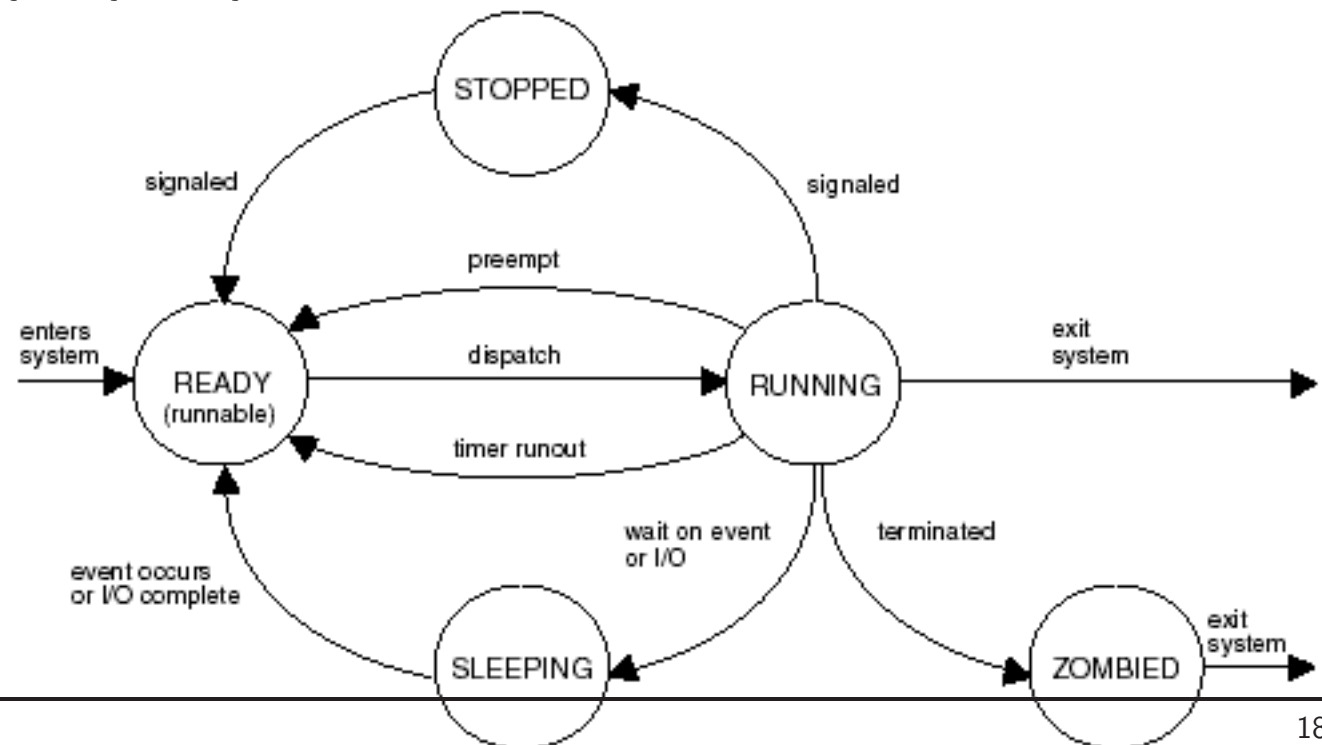 STOPPED
signaled
signaled
preempt
enters
system
dispatch
exit
system
READY
(runnable)
RUNNING
timer runout
wait on event
or I/O
terminated
event occurs
or I/O complete
SLEEPING
ZOMBIED
exit
system
18